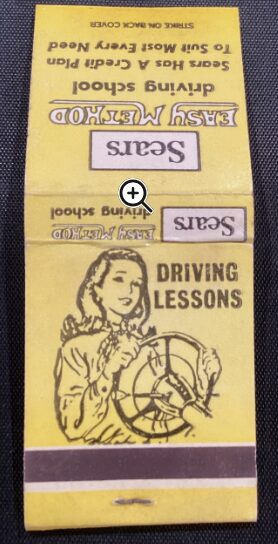 STRIKE ON BACK COVER
To Suit Most Every Need
Sears Has A Credit Plan
driving school
EASY METHOD
Sears
driving school
EASY METHOD
Sears
DRIVING
LESSONS